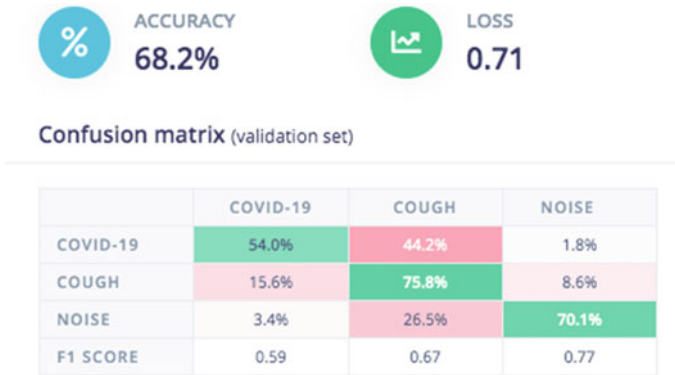 ACCURACY LOSS
68.2% 0.71
Confusion matrix (validation set)
COVID-19 COUGH NOISE
COVID-19 54.0% 44.2% 1.8%
COUGH 15.6% 75.8% 8.6%
NOISE 3.4% 26.5% 70.1%
F1 SCORE 0.59 0.67 0.77